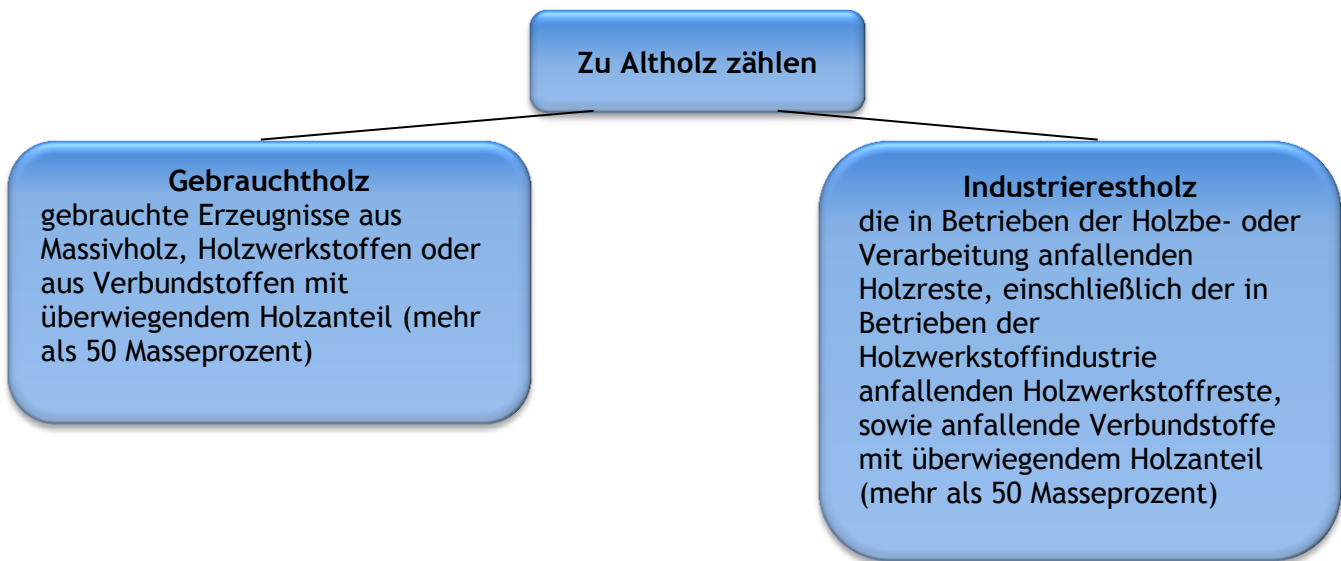 Zu Altholz zählen
Gebrauchtholz
gebrauchte Erzeugnisse aus
Massivholz, Holzwerkstoffen oder
aus Verbundstoffen mit
überwiegendem Holzanteil (mehr
als 50 Masseprozent)
Industrierestholz
die in Betrieben der Holzbe- oder
Verarbeitung anfallenden
Holzreste, einschließlich der in
Betrieben der
Holzwerkstoffindustrie
anfallenden Holzwerkstoffreste,
sowie anfallende Verbundstoffe
mit überwiegendem Holzanteil
(mehr als 50 Masseprozent)